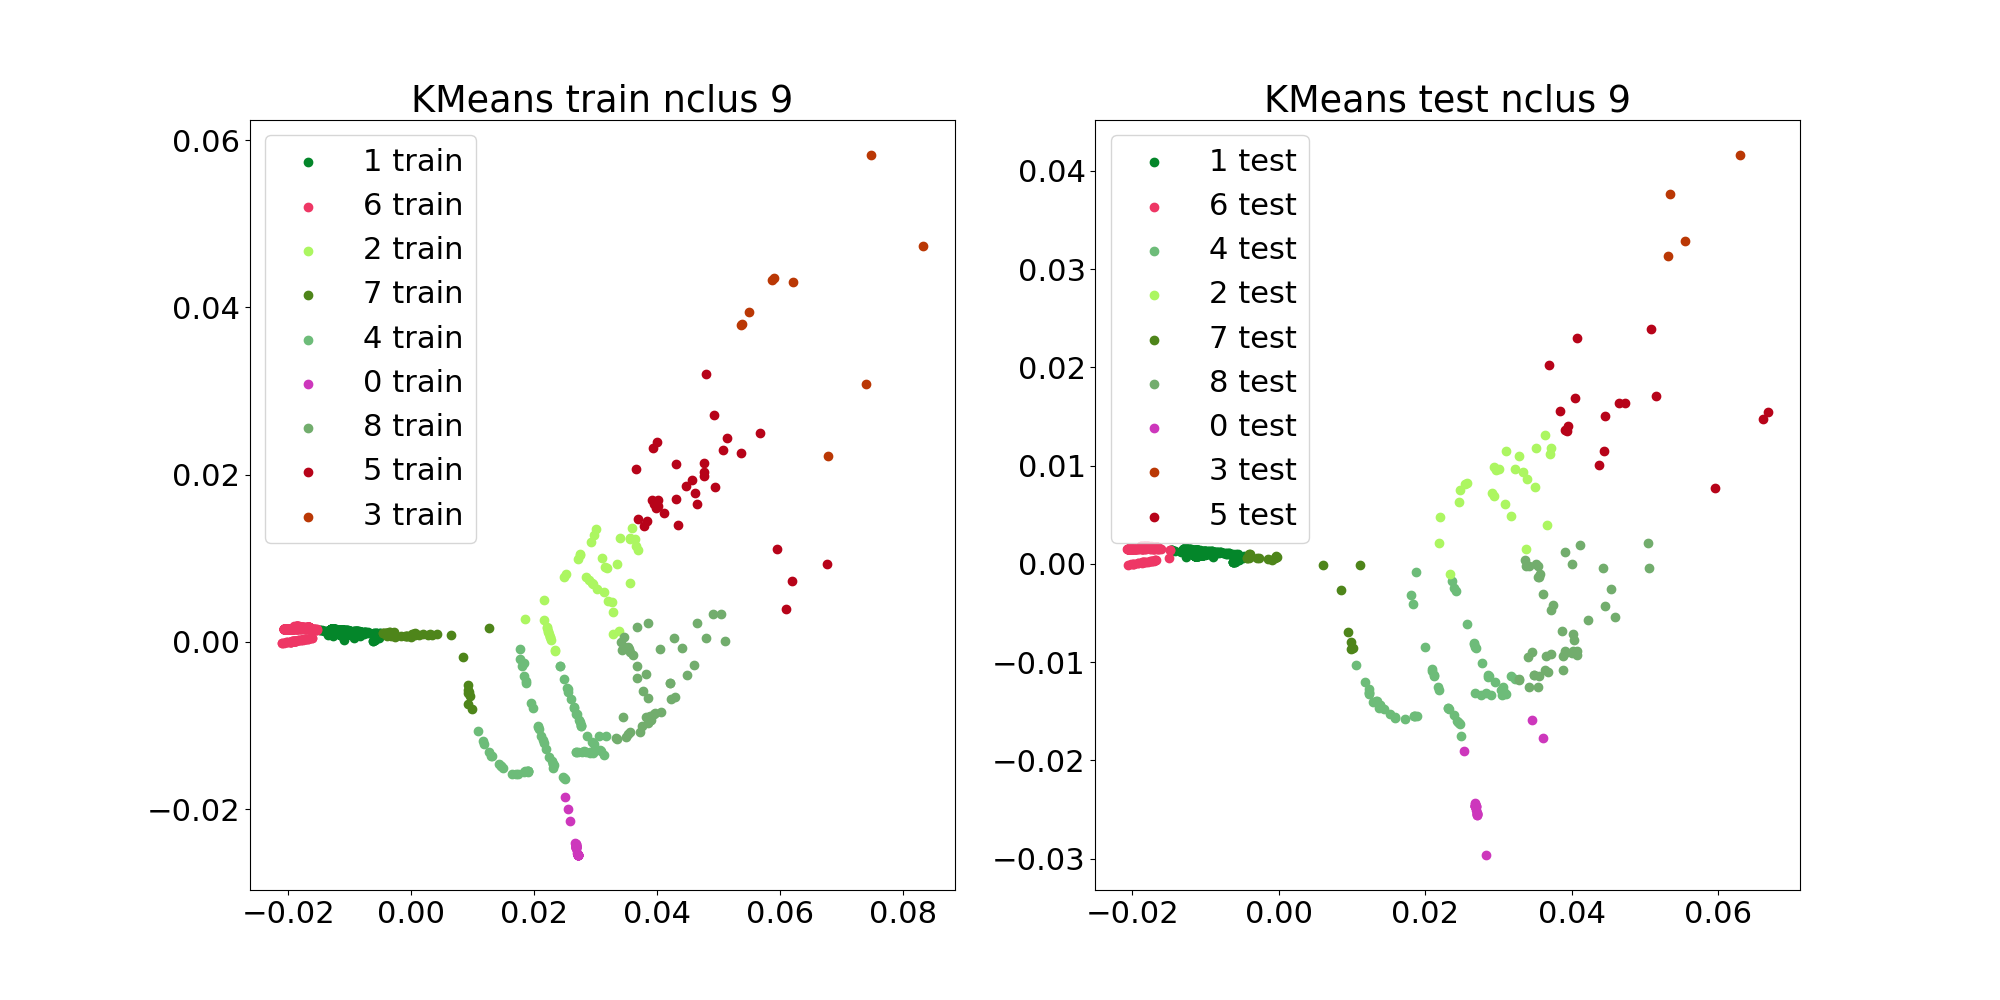 KMeans train nclus 9
0.06
0.04
0.02
0.00
−0.02
1 train
6 train
2 train
7 train
4 train
0 train
8 train
5 train
3 train
−0.02 0.00 0.02 0.04 0.06 0.08
KMeans test nclus 9
0.04
0.03
0.02
0.01
0.00
−0.01
−0.02
−0.03
1 test
6 test
4 test
2 test
7 test
8 test
0 test
3 test
5 test
−0.02 0.00 0.02 0.04 0.06